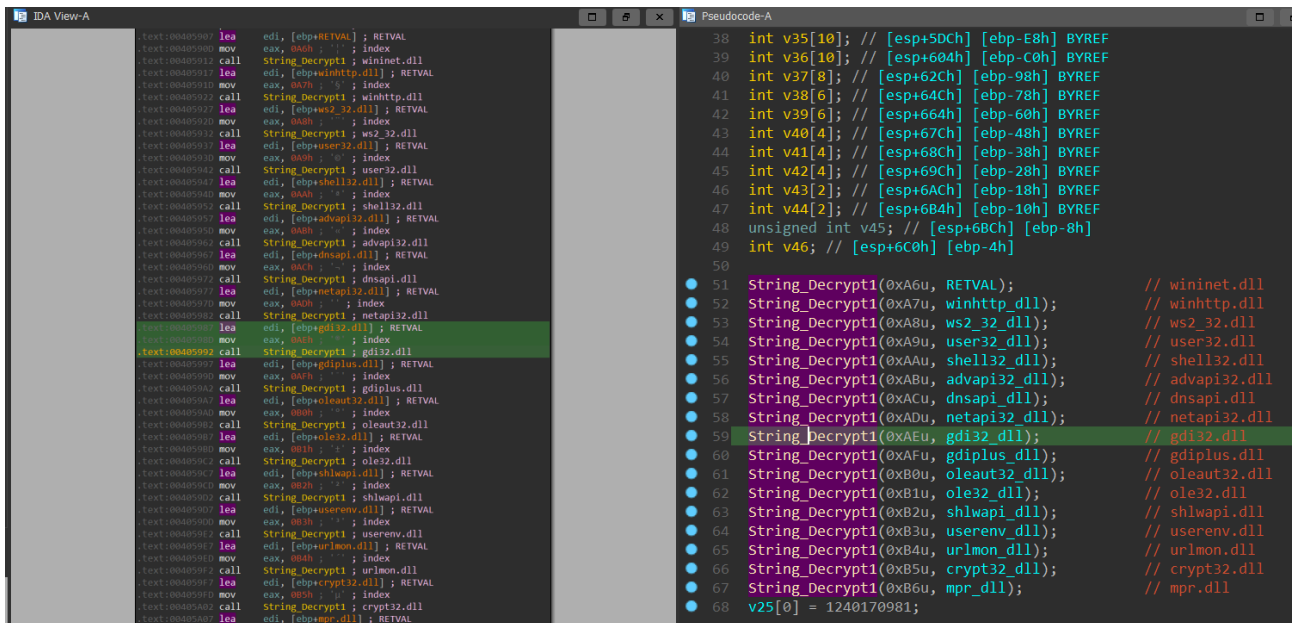 IDA View-A
.text:00405907 lea edi, [ebp+RETVAL] ; RETVAL
.text:0040590D mov eax, 0A6h ; '¦' ; index
.text:00405912 call String_Decrypt1 ; wininet.dll
.text:00405917 lea edi, [ebp+winhttp.dll] ; RETVAL
.text:0040591D mov eax, 0A7h ; '§' ; index
.text:00405922 call String_Decrypt1 ; winhttp.dll
.text:00405927 lea edi, [ebp+ws2_32.dll] ; RETVAL
.text:0040592D mov eax, 0A8h ; '¨' ; index
.text:00405932 call String_Decrypt1 ; ws2_32.dll
.text:00405937 lea edi, [ebp+user32.dll] ; RETVAL
.text:0040593D mov eax, 0A9h ; '©' ; index
.text:00405942 call String_Decrypt1 ; user32.dll
.text:00405947 lea edi, [ebp+shell32.dll] ; RETVAL
.text:0040594D mov eax, 0AAh ; 'ª' ; index
.text:00405952 call String_Decrypt1 ; shell32.dll
.text:00405957 lea edi, [ebp+advapi32.dll] ; RETVAL
.text:0040595D mov eax, 0ABh ; '«' ; index
.text:00405962 call String_Decrypt1 ; advapi32.dll
.text:00405967 lea edi, [ebp+dnsapi.dll] ; RETVAL
.text:0040596D mov eax, 0ACh ; '¬' ; index
.text:00405972 call String_Decrypt1 ; dnsapi.dll
.text:00405977 lea edi, [ebp+netapi32.dll] ; RETVAL
.text:0040597D mov eax, 0ADh ; ; index
.text:00405982 call String_Decrypt1 ; netapi32.dll
.text:00405987 lea edi, [ebp+gdi32.dll] ; RETVAL
.text:0040598D mov eax, 0AEh ; '®' ; index
.text:00405992 call String_Decrypt1 ; gdi32.dll
.text:00405997 lea edi, [ebp+gdiplus.dll] ; RETVAL
.text:0040599D mov eax, 0AFh ; '¯' ; index
.text:004059A2 call String_Decrypt1 ; gdiplus.dll
.text:004059A7 lea edi, [ebp+oleaut32.dll] ; RETVAL
.text:004059AD mov eax, 0B0h ; '°' ; index
.text:004059B2 call String_Decrypt1 ; oleaut32.dll
.text:004059B7 lea edi, [ebp+ole32.dll] ; RETVAL
.text:004059BD mov eax, 0B1h ; '±' ; index
.text:004059C2 call String_Decrypt1 ; ole32.dll
.text:004059C7 lea edi, [ebp+shlwapi.dll] ; RETVAL
.text:004059CD mov eax, 0B2h ; '²' ; index
.text:004059D2 call String_Decrypt1 ; shlwapi.dll
.text:004059D7 lea edi, [ebp+userenv.dll] ; RETVAL
.text:004059DD mov eax, 0B3h ; '³' ; index
.text:004059E2 call String_Decrypt1 ; userenv.dll
.text:004059E7 lea edi, [ebp+urlmon.dll] ; RETVAL
.text:004059ED mov eax, 0B4h ; '´' ; index
.text:004059F2 call String_Decrypt1 ; urlmon.dll
.text:004059F7 lea edi, [ebp+crypt32.dll] ; RETVAL
.text:004059FD mov eax, 0B5h ; 'µ' ; index
.text:00405A02 call String_Decrypt1 ; crypt32.dll
.text:00405A07 lea edi, [ebp+mpr.dll] ; RETVAL
Pseudocode-A
38 int v35[10]; // [esp+5DCh] [ebp-E8h] BYREF
39 int v36[10]; // [esp+604h] [ebp-C0h] BYREF
40 int v37[8]; // [esp+62Ch] [ebp-98h] BYREF
41 int v38[6]; // [esp+64Ch] [ebp-78h] BYREF
42 int v39[6]; // [esp+664h] [ebp-60h] BYREF
43 int v40[4]; // [esp+67Ch] [ebp-48h] BYREF
44 int v41[4]; // [esp+68Ch] [ebp-38h] BYREF
45 int v42[4]; // [esp+69Ch] [ebp-28h] BYREF
46 int v43[2]; // [esp+6ACh] [ebp-18h] BYREF
47 int v44[2]; // [esp+6B4h] [ebp-10h] BYREF
48 unsigned int v45; // [esp+6BCh] [ebp-8h]
49 int v46; // [esp+6C0h] [ebp-4h]
50
51 String_Decrypt1(0xA6u, RETVAL); // wininet.dll
52 String_Decrypt1(0xA7u, winhttp_dll); // winhttp.dll
53 String_Decrypt1(0xA8u, ws2_32_dll); // ws2_32.dll
54 String_Decrypt1(0xA9u, user32_dll); // user32.dll
55 String_Decrypt1(0xAAu, shell32_dll); // shell32.dll
56 String_Decrypt1(0xABu, advapi32_dll); // advapi32.dll
57 String_Decrypt1(0xACu, dnsapi_dll); // dnsapi.dll
58 String_Decrypt1(0xADu, netapi32_dll); // netapi32.dll
59 String_Decrypt1(0xAEu, gdi32_dll); // gdi32.dll
60 String_Decrypt1(0xAFu, gdiplus_dll); // gdiplus.dll
61 String_Decrypt1(0xB0u, oleaut32_dll); // oleaut32.dll
62 String_Decrypt1(0xB1u, ole32_dll); // ole32.dll
63 String_Decrypt1(0xB2u, shlwapi_dll); // shlwapi.dll
64 String_Decrypt1(0xB3u, userenv_dll); // userenv.dll
65 String_Decrypt1(0xB4u, urlmon_dll); // urlmon.dll
66 String_Decrypt1(0xB5u, crypt32_dll); // crypt32.dll
67 String_Decrypt1(0xB6u, mpr_dll); // mpr.dll
68 v25[0] = 1240170981;